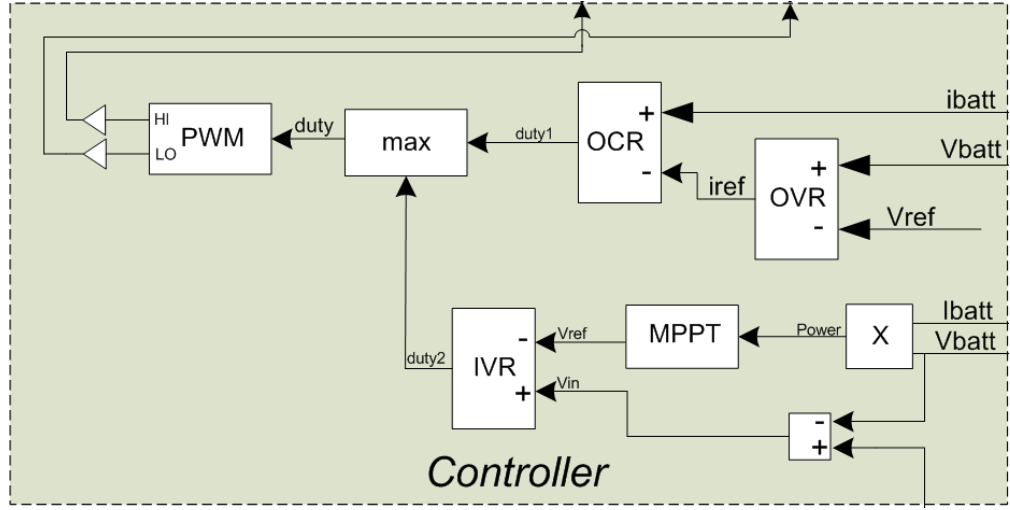 ibatt
+
HI
PWM
LO
duty
max
duty1
OCR
-
Vbatt
+
iref
OVR
-
Vref
Ibatt
Vbatt
X
Power
MPPT
Vref
-
IVR
+
Vin
duty2
-
+
Controller